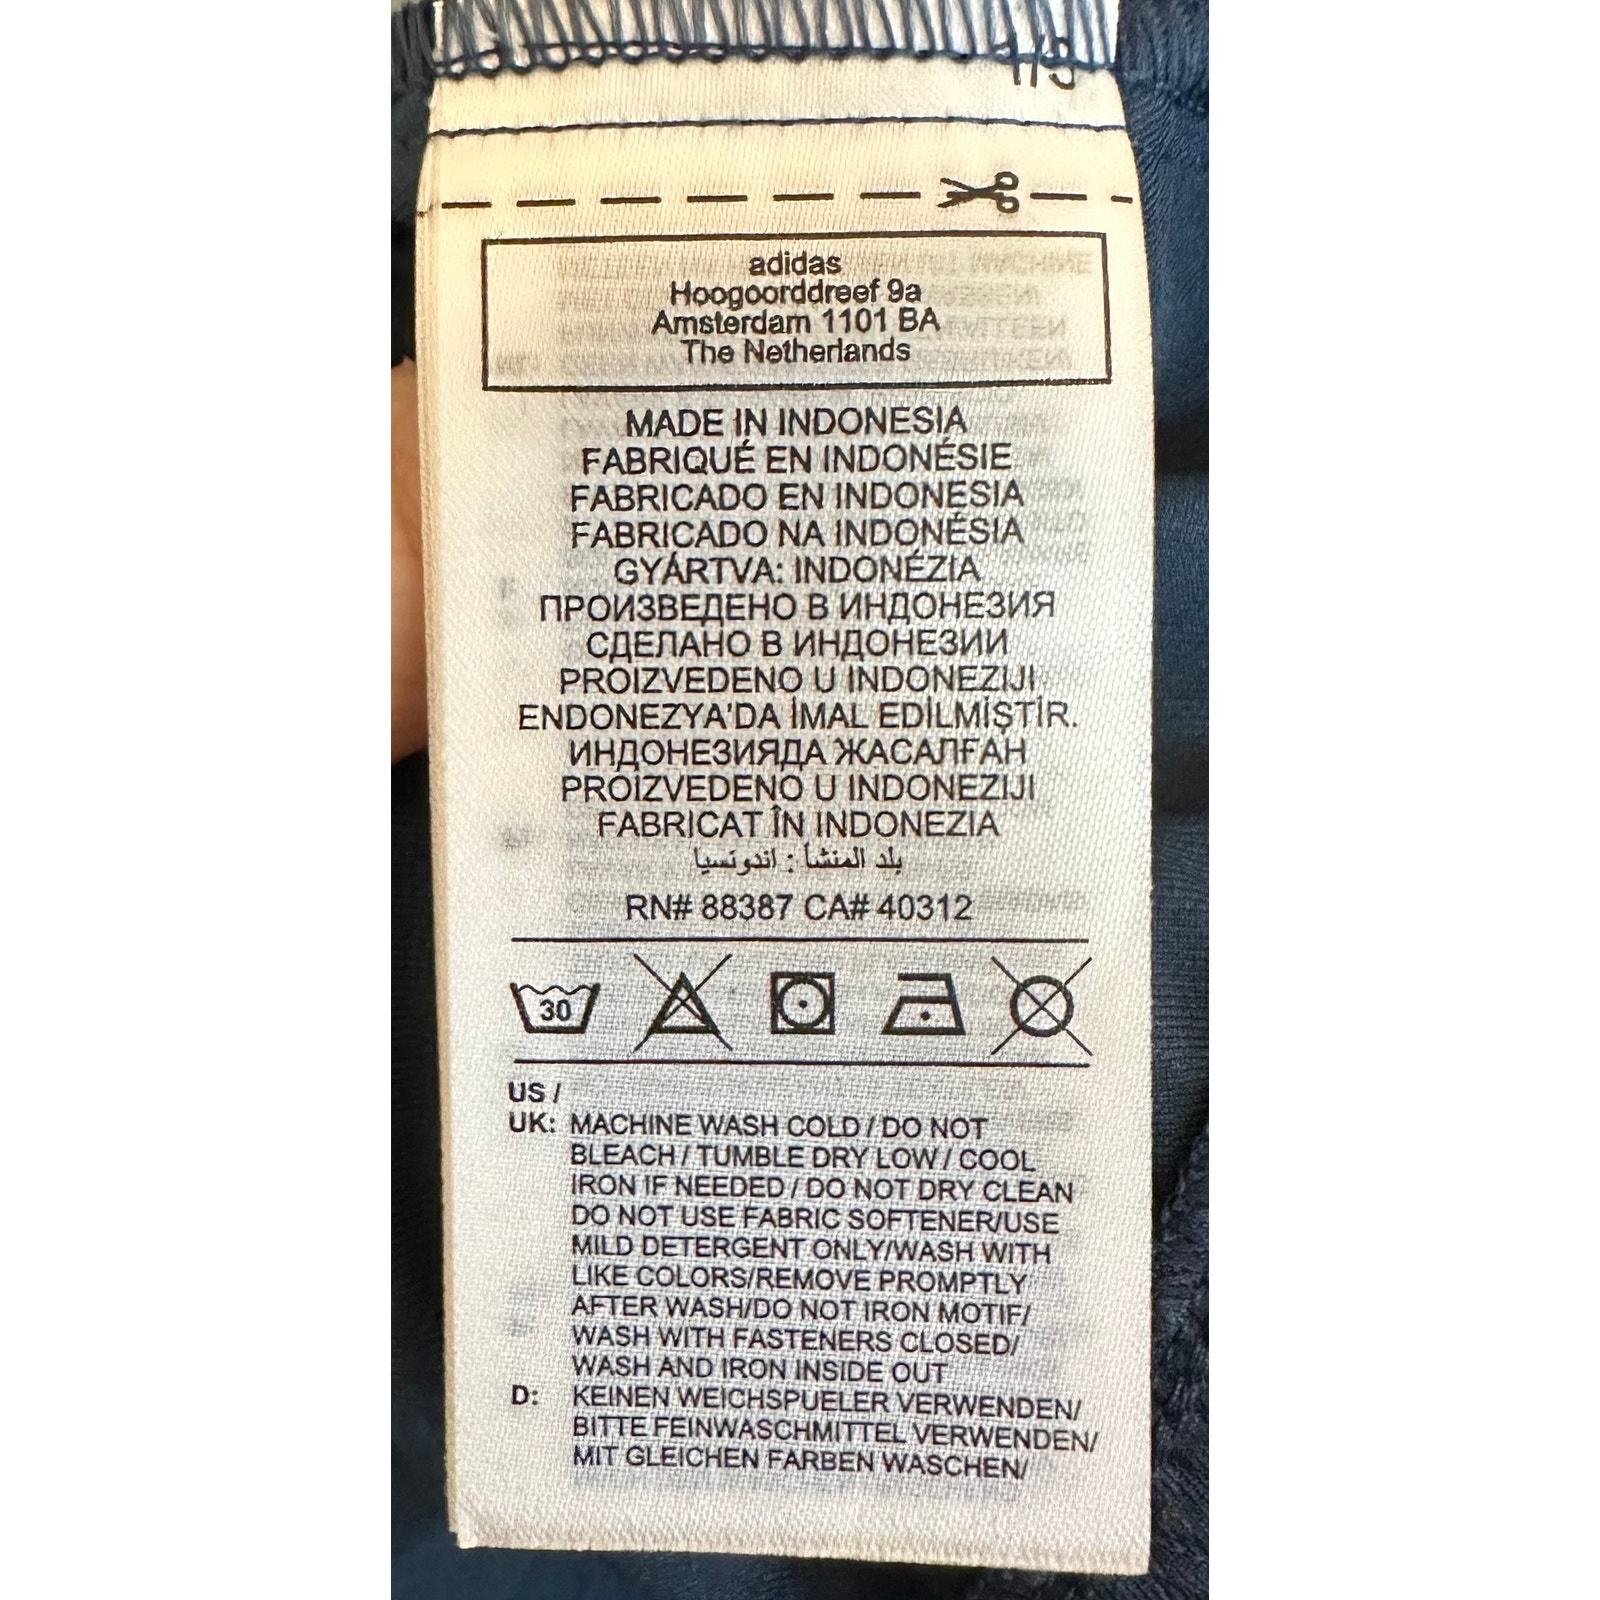 adidas
Hoogoorddreef 9a
Amsterdam 1101 BA
The Netherlands
MADE IN INDONESIA
FABRIQUÉ EN INDONÉSIE
FABRICADO EN INDONESIA
FABRICADO NA INDONÉSIA
GYÁRTVA: INDONÉZIA
ПРОИЗВЕДЕНО В ИНДОНЕЗИЯ
СДЕЛАНО В ИНДОНЕЗИИ
PROIZVEDENO U INDONEZIJI
ENDONEZYA'DA İMAL EDİLMİŞTİR.
ИНДОНЕЗИЯДА ЖАСАЛҒАН
PROIZVEDENO U INDONEZIJI
FABRICAT ÎN INDONEZIA
بلد المنشأ : اندونسيا
RN# 88387 CA# 40312
30
US /
UK: MACHINE WASH COLD / DO NOT
BLEACH / TUMBLE DRY LOW / COOL
IRON IF NEEDED / DO NOT DRY CLEAN
DO NOT USE FABRIC SOFTENER/USE
MILD DETERGENT ONLY/WASH WITH
LIKE COLORS/REMOVE PROMPTLY
AFTER WASH/DO NOT IRON MOTIF/
WASH WITH FASTENERS CLOSED/
WASH AND IRON INSIDE OUT
D: KEINEN WEICHSPUELER VERWENDEN/
BITTE FEINWASCHMITTEL VERWENDEN/
MIT GLEICHEN FARBEN WASCHEN/